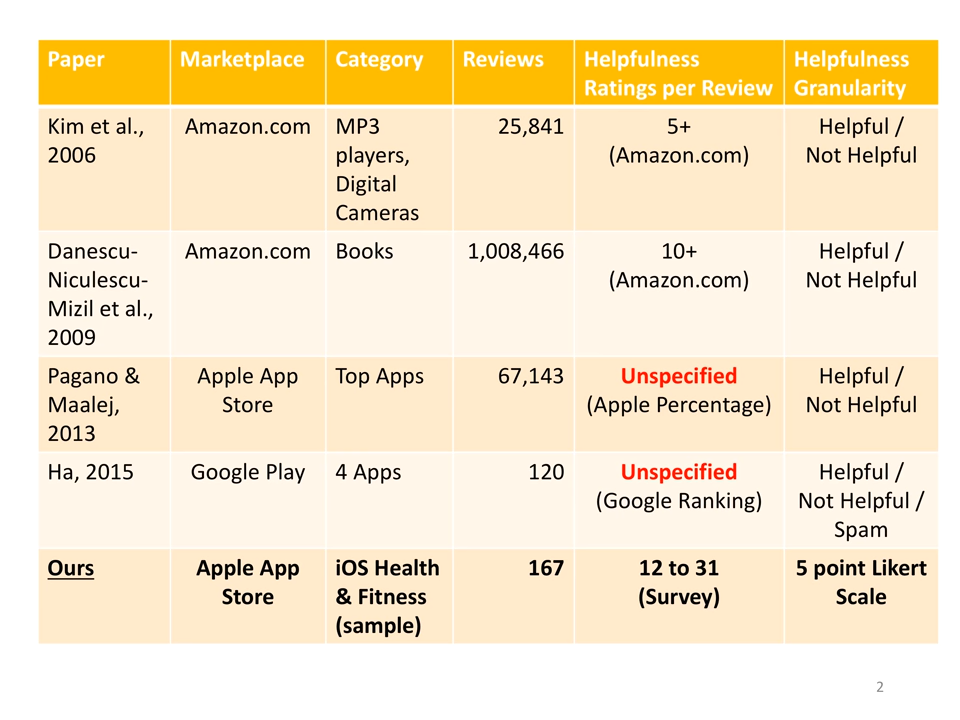 Paper
Marketplace
Category
Reviews
Helpfulness
Ratings per Review
Helpfulness
Granularity
Kim et al.,
2006
Amazon.com
MP3
players,
Digital
Cameras
25,841
5+
(Amazon.com)
Helpful /
Not Helpful
Danescu-
Niculescu-
Mizil et al.,
2009
Amazon.com
Books
1,008,466
10+
(Amazon.com)
Helpful /
Not Helpful
Pagano &
Maalej,
2013
Apple App
Store
Top Apps
67,143
Unspecified
(Apple Percentage)
Helpful /
Not Helpful
Ha, 2015
Google Play
4 Apps
120
Unspecified
(Google Ranking)
Helpful /
Not Helpful /
Spam
Ours
Apple App
Store
iOS Health
& Fitness
(sample)
167
12 to 31
(Survey)
5 point Likert
Scale
2